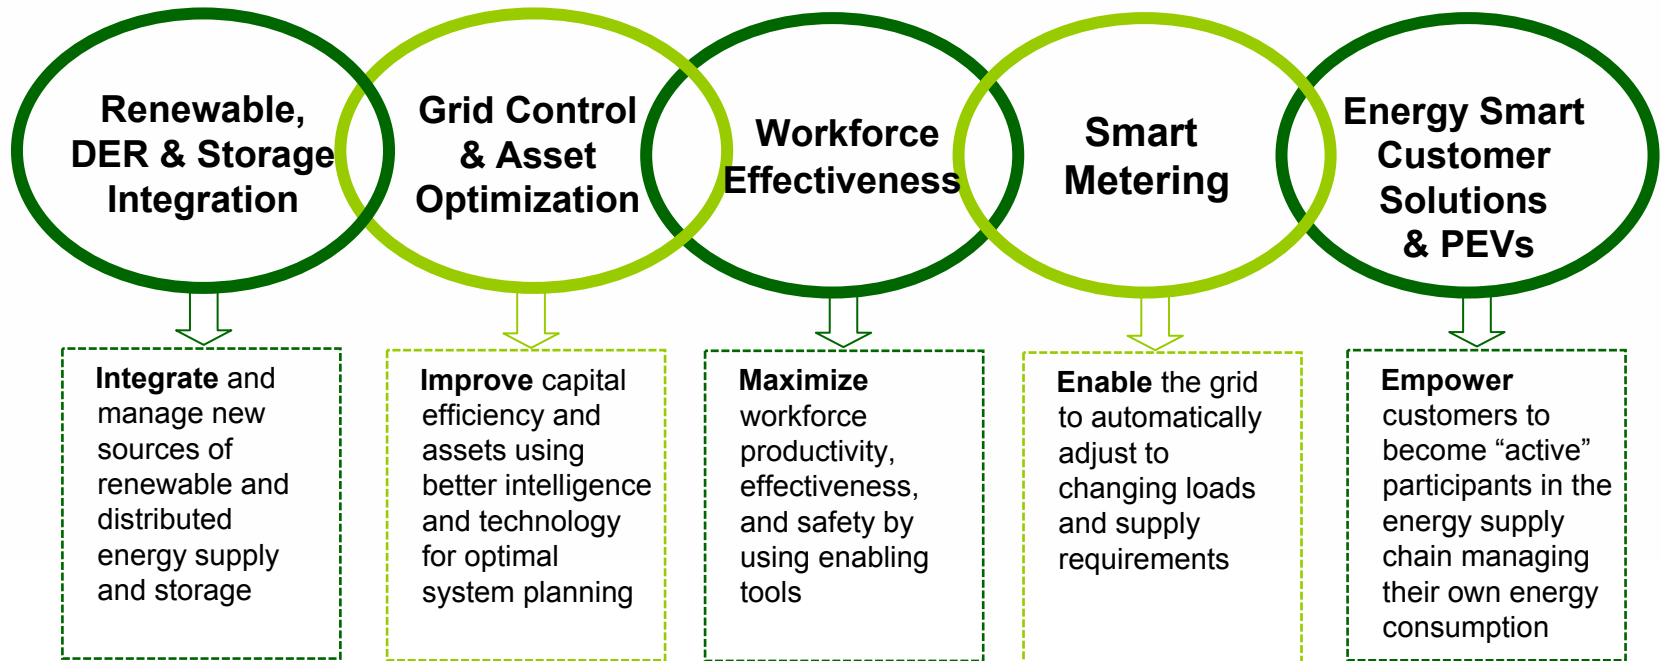 Renewable,
DER & Storage
Integration
Grid Control
& Asset
Optimization
Workforce
Effectiveness
Smart
Metering
Energy Smart
Customer
Solutions
& PEVs
Integrate and
manage new
sources of
renewable and
distributed
energy supply
and storage
Improve capital
efficiency and
assets using
better intelligence
and technology
for optimal
system planning
Maximize
workforce
productivity,
effectiveness,
and safety by
using enabling
tools
Enable the grid
to automatically
adjust to
changing loads
and supply
requirements
Empower
customers to
become “active”
participants in the
energy supply
chain managing
their own energy
consumption